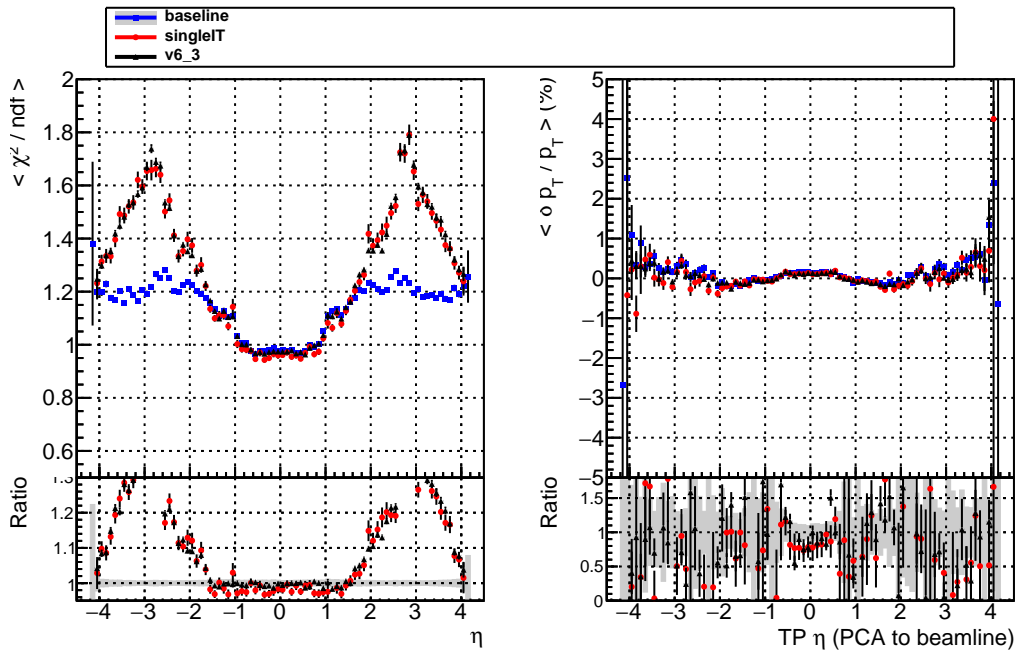 baseline
singleIT
v6_3
< χ² / ndf >
2
1.8
1.6
1.4
1.2
1
0.8
0.6
Ratio
1.3
1.2
1.1
1
−4 −3 −2 −1 0 1 2 3 4
η
< σ p_T / p_T > (%)
5
4
3
2
1
0
−1
−2
−3
−4
−5
Ratio
1.5
1
0.5
0
−4 −3 −2 −1 0 1 2 3 4
TP η (PCA to beamline)